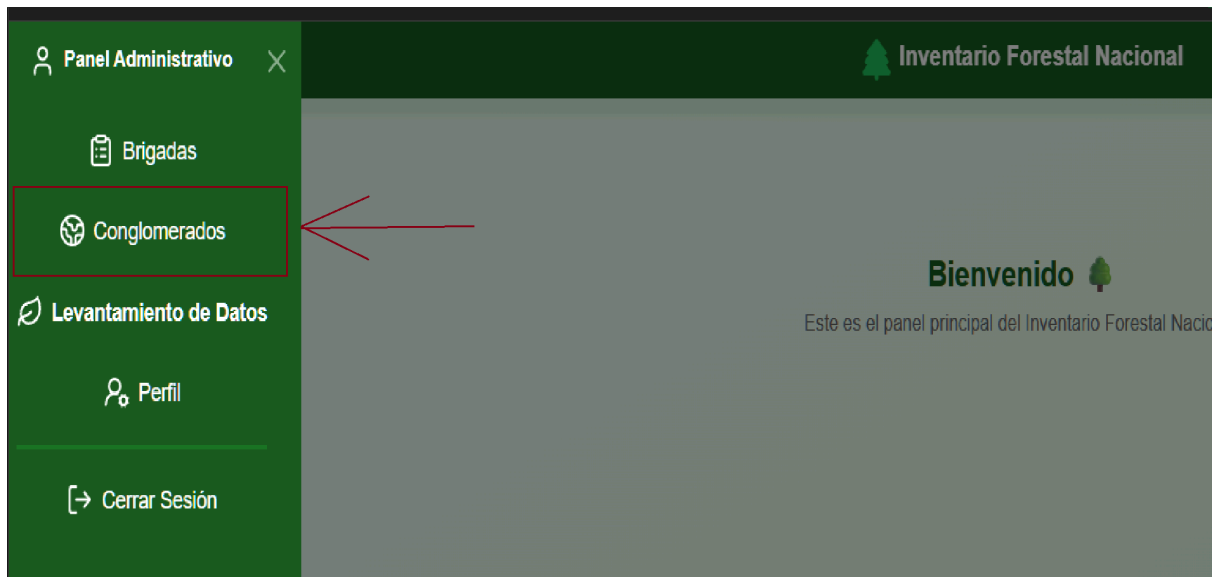 Panel Administrativo
Inventario Forestal Nacional
Brigadas
Conglomerados
Bienvenido
Levantamiento de Datos
Este es el panel principal del Inventario Forestal Nacio
Perfil
Cerrar Sesión